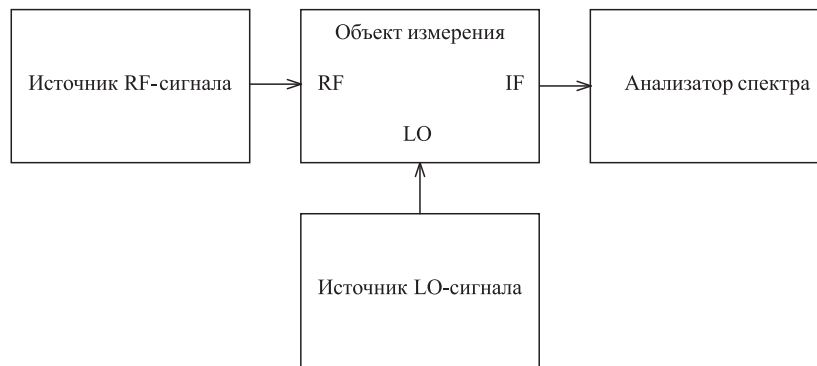 Объект измерения
Источник RF-сигнала
RF
IF
Анализатор спектра
LO
Источник LO-сигнала